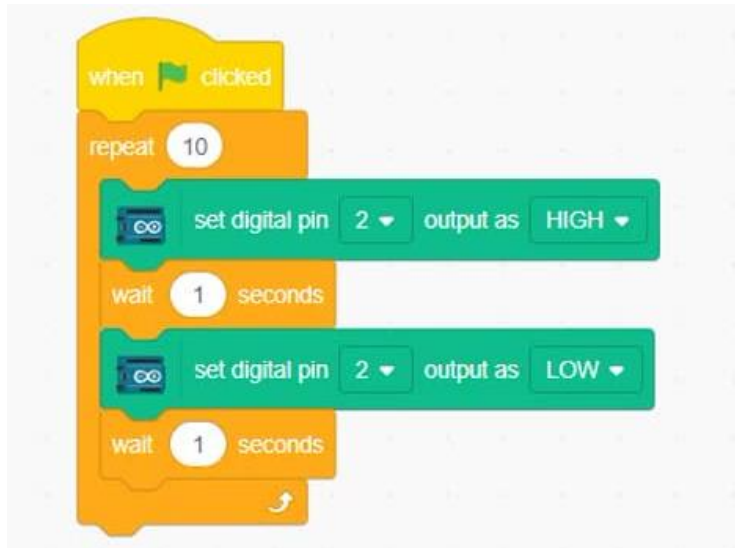 when clicked
repeat 10
set digital pin 2 output as HIGH
wait 1 seconds
set digital pin 2 output as LOW
wait 1 seconds